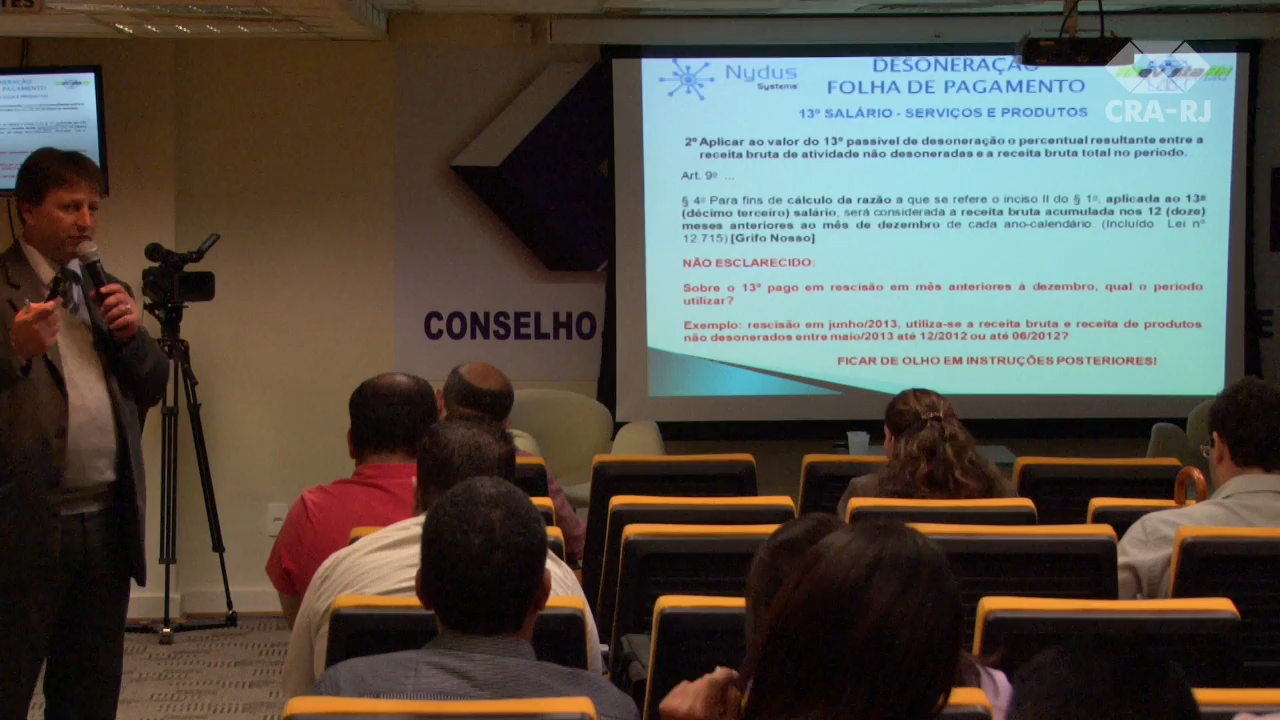 TES
Nydus
Systems
DESONERAÇÃO
FOLHA DE PAGAMENTO
13º SALÁRIO - SERVIÇOS E PRODUTOS
CRA-RJ
2º Aplicar ao valor do 13º passível de desoneração o percentual resultante entre a
receita bruta de atividade não desoneradas e a receita bruta total no período.
Art. 9º ...
§ 4º Para fins de cálculo da razão a que se refere o inciso II do § 1º, aplicada ao 13º
(décimo terceiro) salário, será considerada a receita bruta acumulada nos 12 (doze)
meses anteriores ao mês de dezembro de cada ano-calendário. (Incluído Lei nº
12.715) [Grifo Nosso]
NÃO ESCLARECIDO:
Sobre o 13º pago em rescisão em mês anteriores á dezembro, qual o período
utilizar?
Exemplo: rescisão em junho/2013, utiliza-se a receita bruta e receita de produtos
não desonerados entre maio/2013 até 12/2012 ou até 06/2012?
FICAR DE OLHO EM INSTRUÇÕES POSTERIORES!
CONSELHO